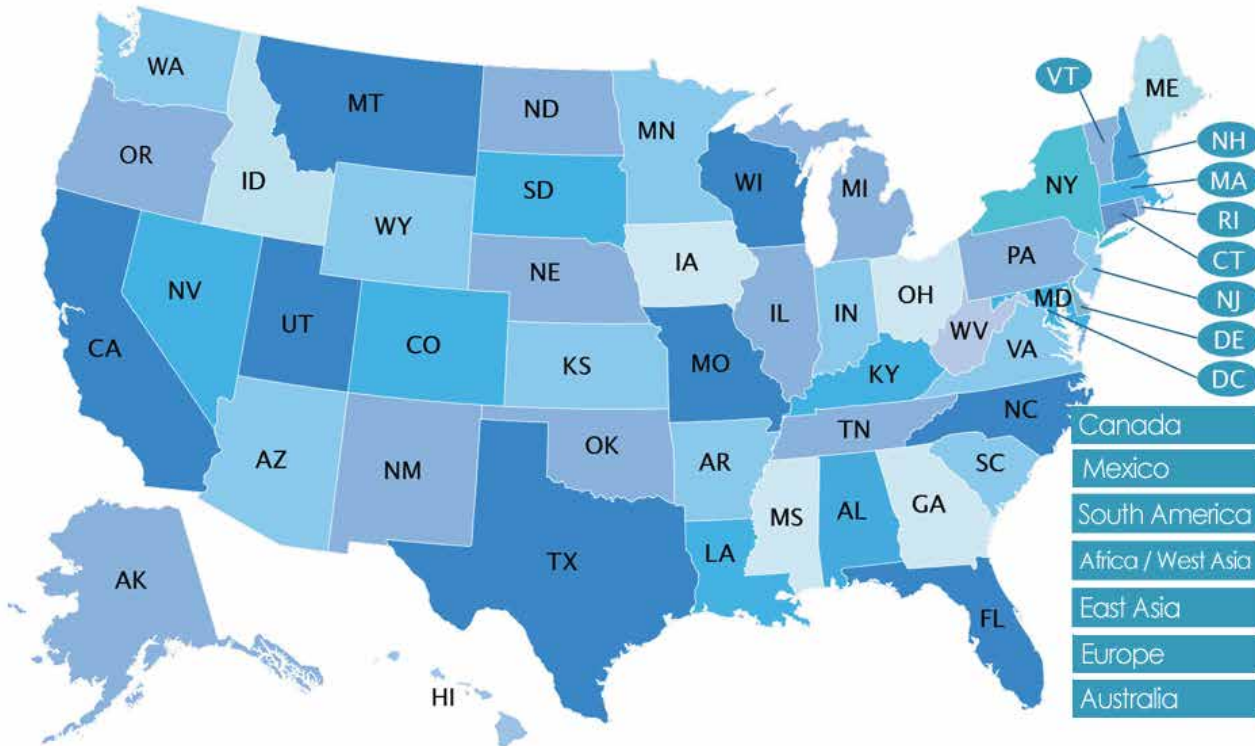 WA
MT
ND
MN
VT
ME
OR
ID
SD
WI
MI
NY
NH
MA
WY
RI
IA
PA
CT
NE
NV
OH
NJ
UT
IL
IN
MD
CA
CO
WV
DE
KS
MO
KY
VA
DC
NC
TN
Canada
AZ
NM
OK
AR
SC
Mexico
MS
AL
GA
South America
LA
TX
Africa / West Asia
AK
East Asia
FL
Europe
HI
Australia